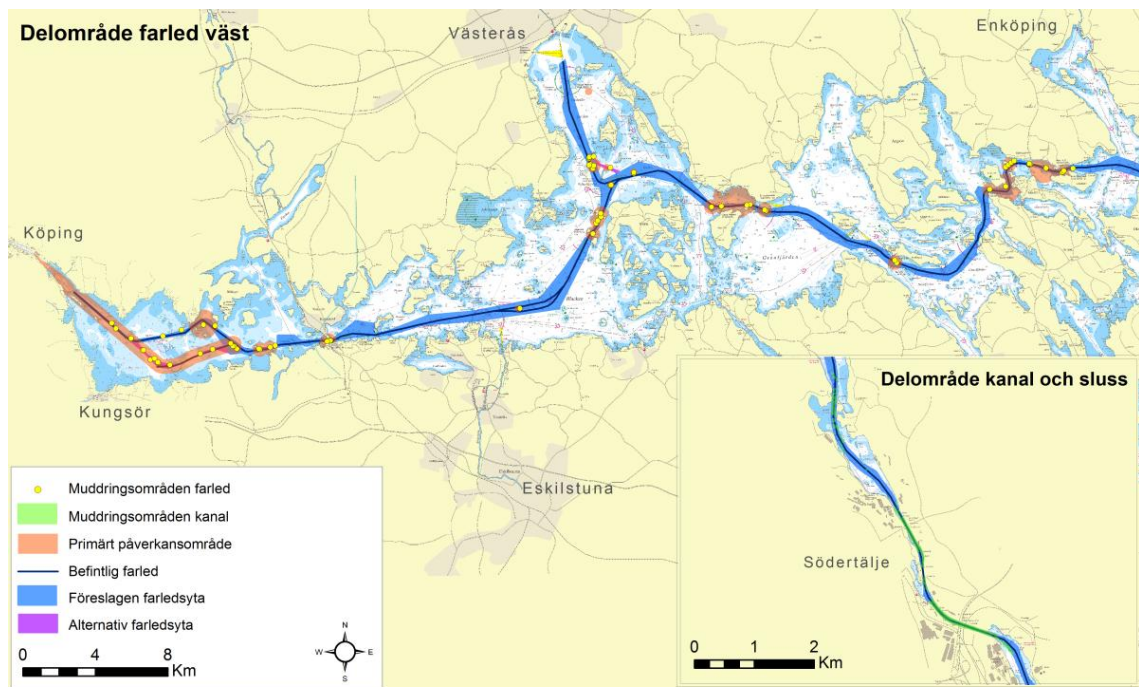 Delområde farled väst
Västerås
Enköping
Köping
Kungsör
Eskilstuna
Delområde kanal och sluss
Södertälje
0 1 2
Km
Muddringsområden farled
Muddringsområden kanal
Primärt påverkansområde
Befintlig farled
Föreslagen farledsyta
Alternativ farledsyta
N
W E
S
0 4 8
Km